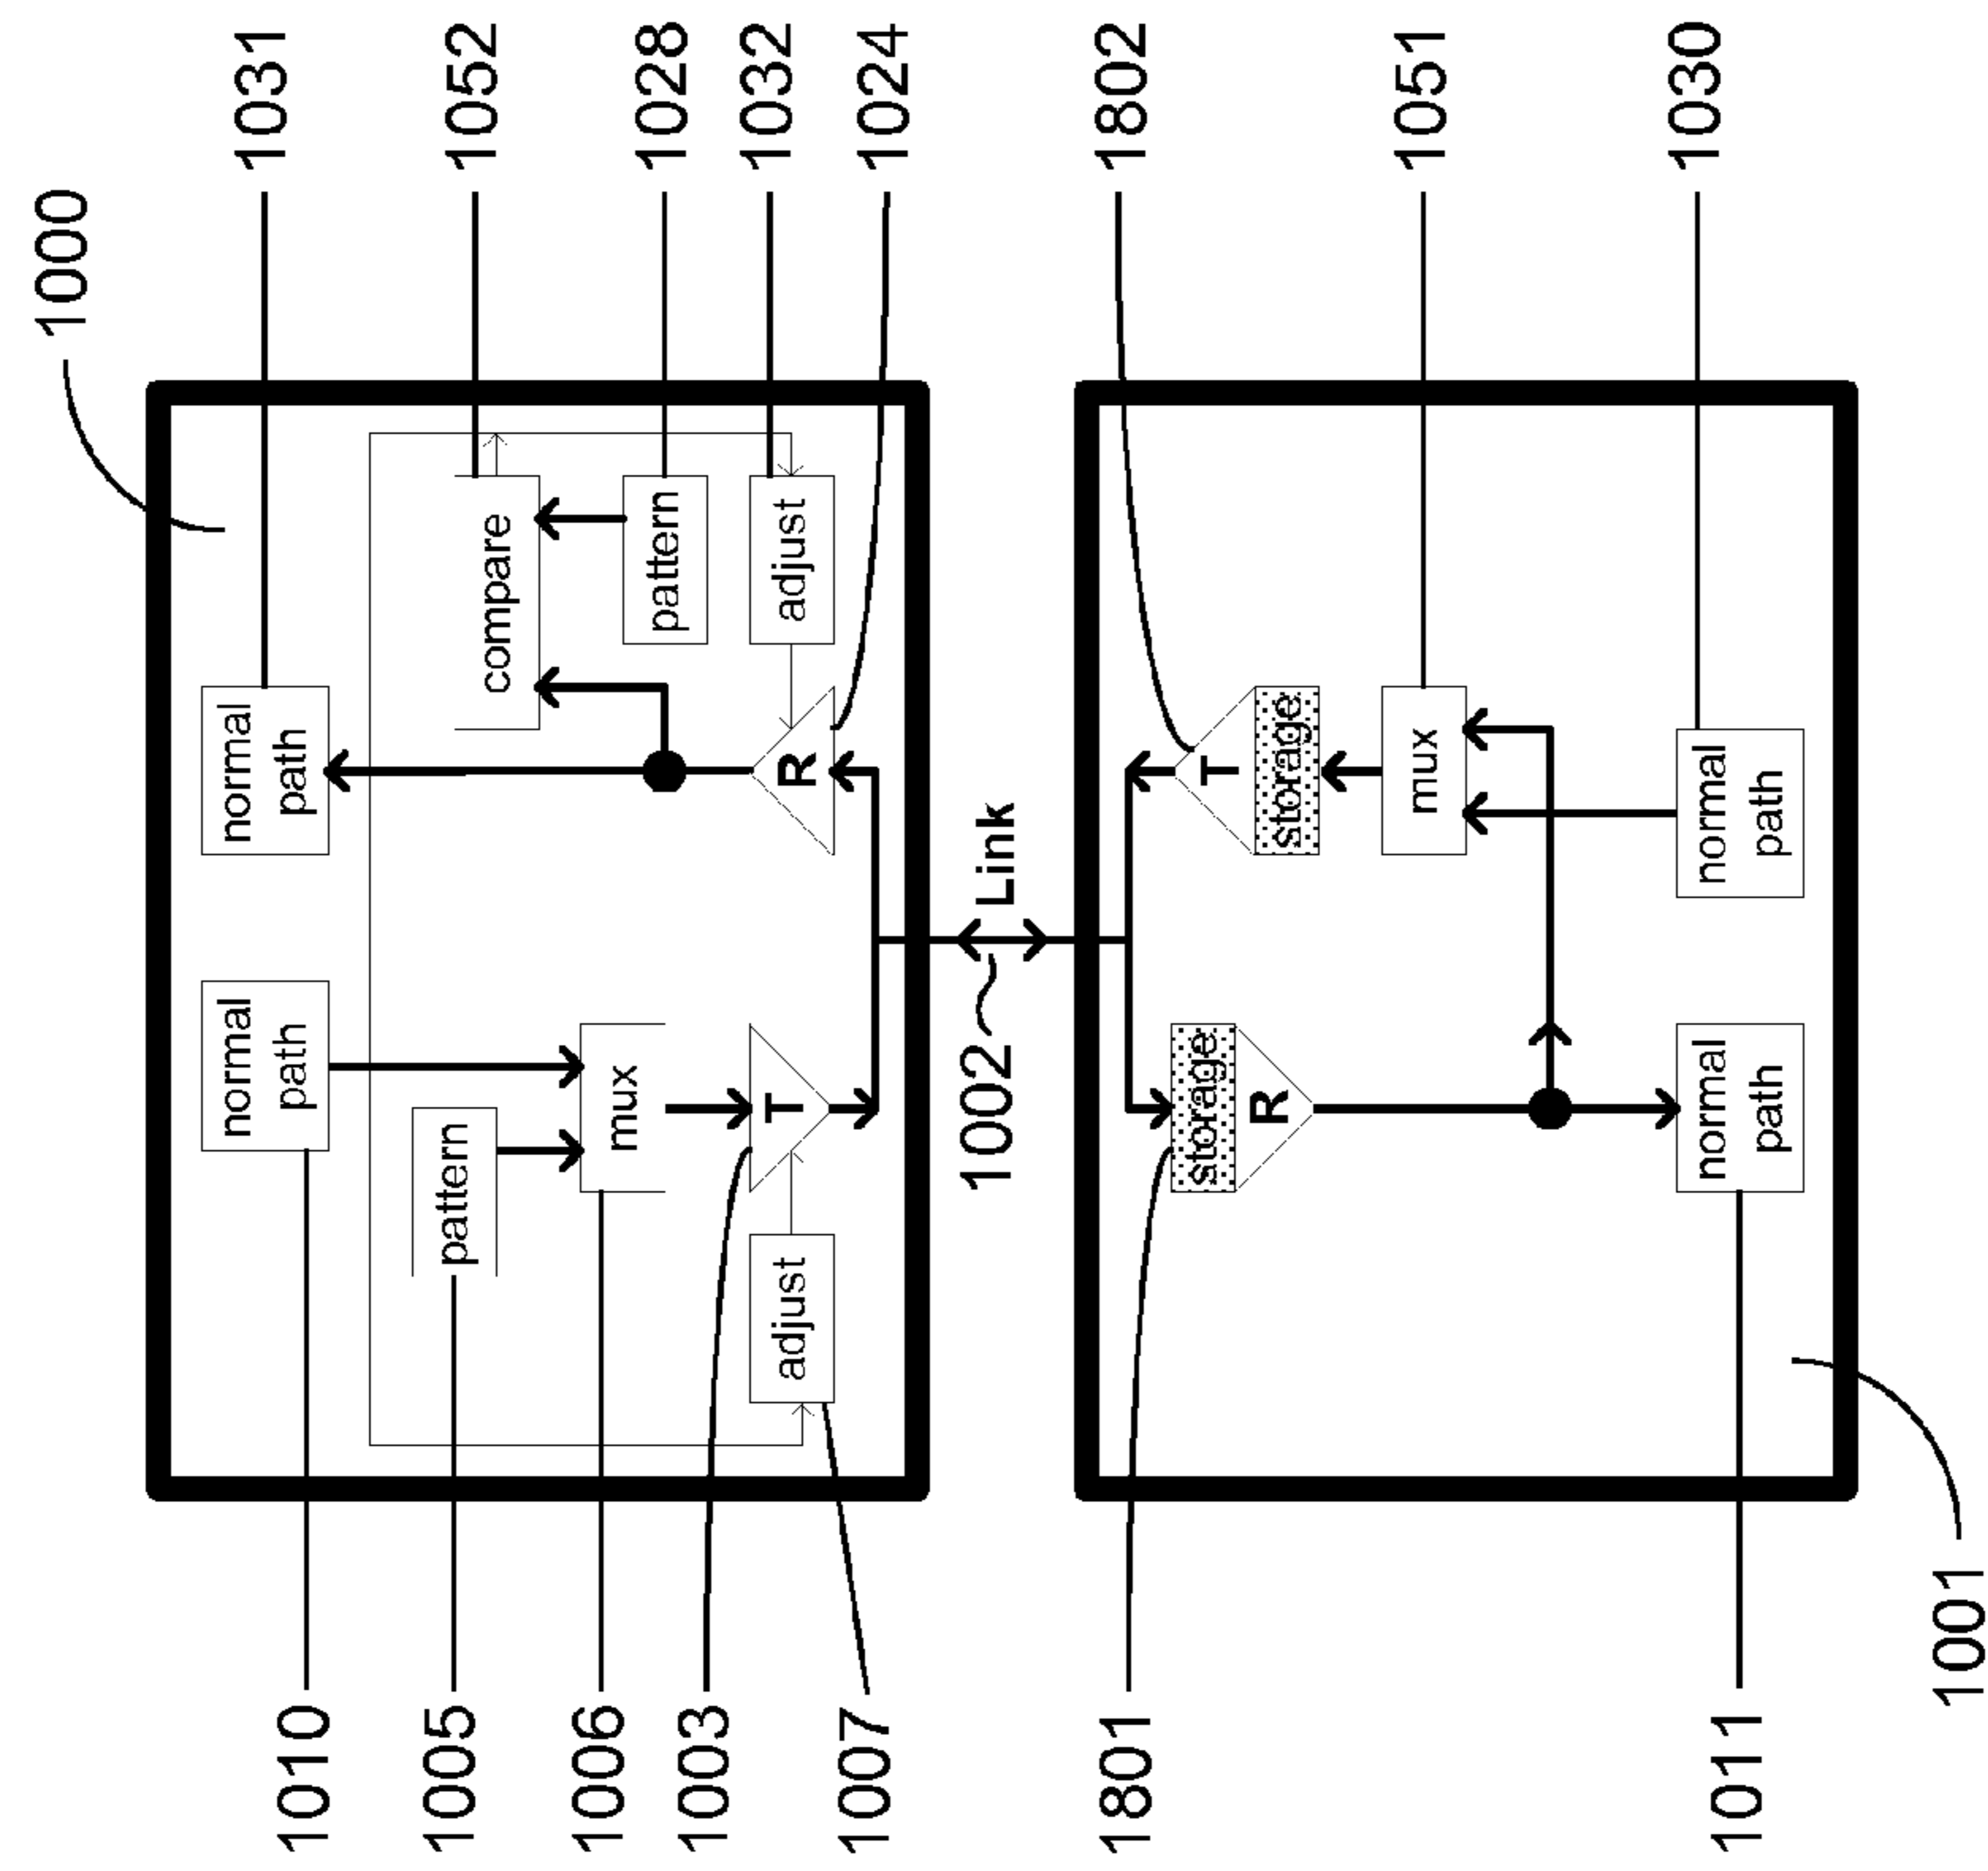 1000
1031
1052
1028
1032
1024
1802
1051
1030
normal
path
compare
pattern
adjust
R
normal
path
pattern
mux
T
adjust
Link
1002
T
storage
mux
normal
path
storage
R
normal
path
1010
1005
1006
1003
1007
1801
1011
1001